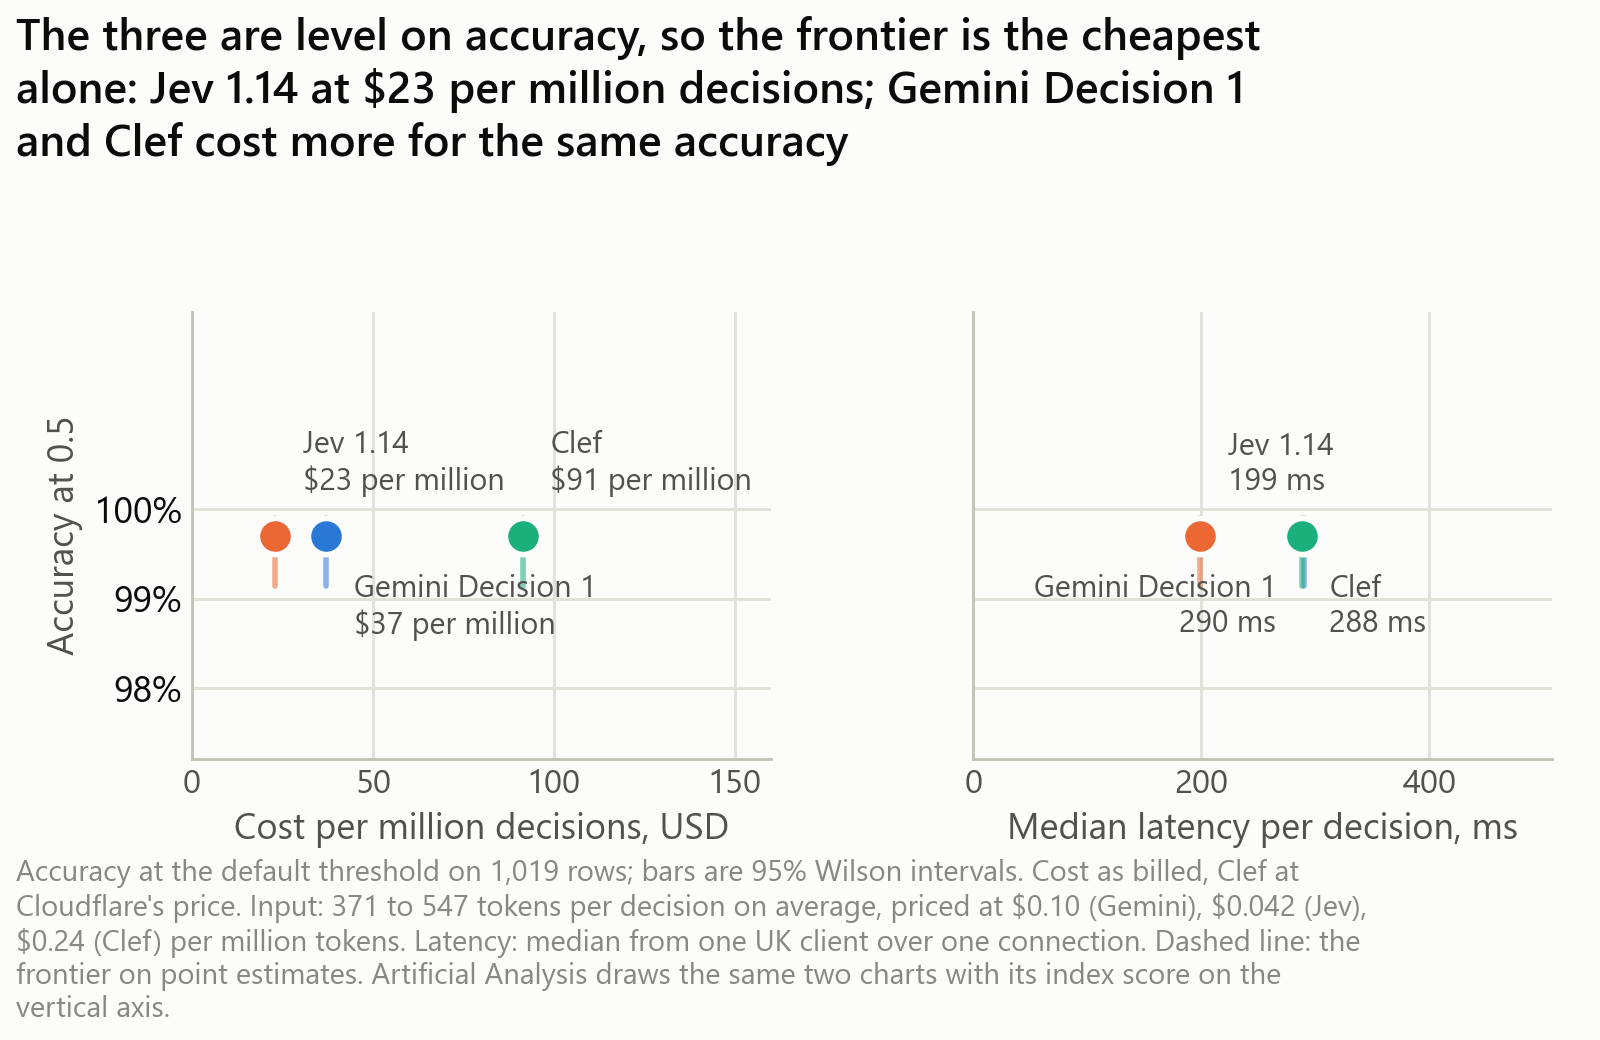 The three are level on accuracy, so the frontier is the cheapest
alone: Jev 1.14 at $23 per million decisions; Gemini Decision 1
and Clef cost more for the same accuracy
Accuracy at 0.5
100%
99%
98%
Jev 1.14
$23 per million
Clef
$91 per million
Gemini Decision 1
$37 per million
0
50
100
150
Cost per million decisions, USD
Jev 1.14
199 ms
Gemini Decision 1
290 ms
Clef
288 ms
0
200
400
Median latency per decision, ms
Accuracy at the default threshold on 1,019 rows; bars are 95% Wilson intervals. Cost as billed, Clef at
Cloudflare's price. Input: 371 to 547 tokens per decision on average, priced at $0.10 (Gemini), $0.042 (Jev),
$0.24 (Clef) per million tokens. Latency: median from one UK client over one connection. Dashed line: the
frontier on point estimates. Artificial Analysis draws the same two charts with its index score on the
vertical axis.